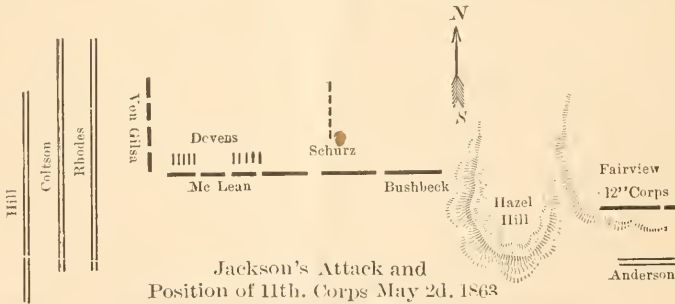 N
S
Hill
Coltson
Rhodes
Von Gilsa
Devens
Mc Lean
Schurz
Bushbeck
Hazel
Hill
Fairview
12" Corps
Anderson
Jackson's Attack and
Position of 11th. Corps May 2d, 1863